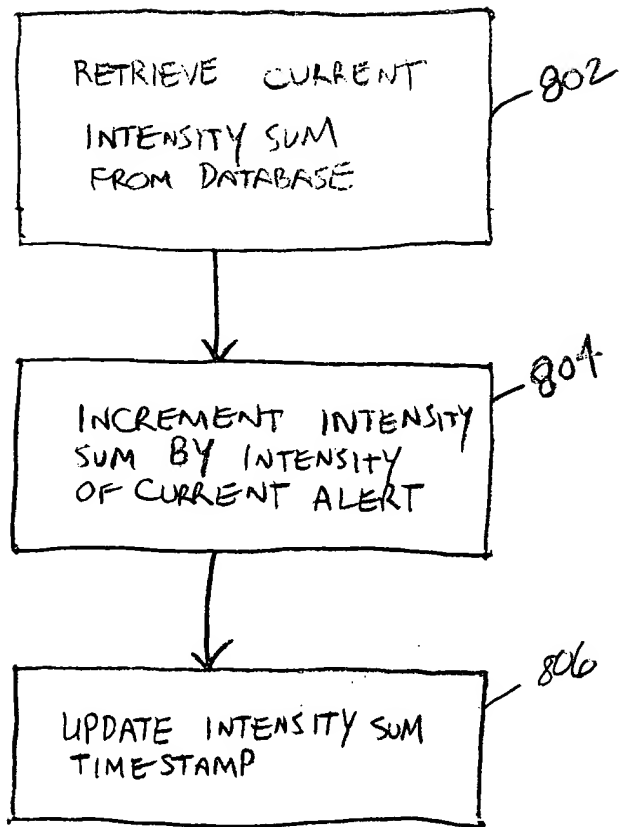 RETRIEVE CURRENT
INTENSITY SUM
FROM DATABASE
802
INCREMENT INTENSITY
SUM BY INTENSITY
OF CURRENT ALERT
804
UPDATE INTENSITY SUM
TIMESTAMP
806